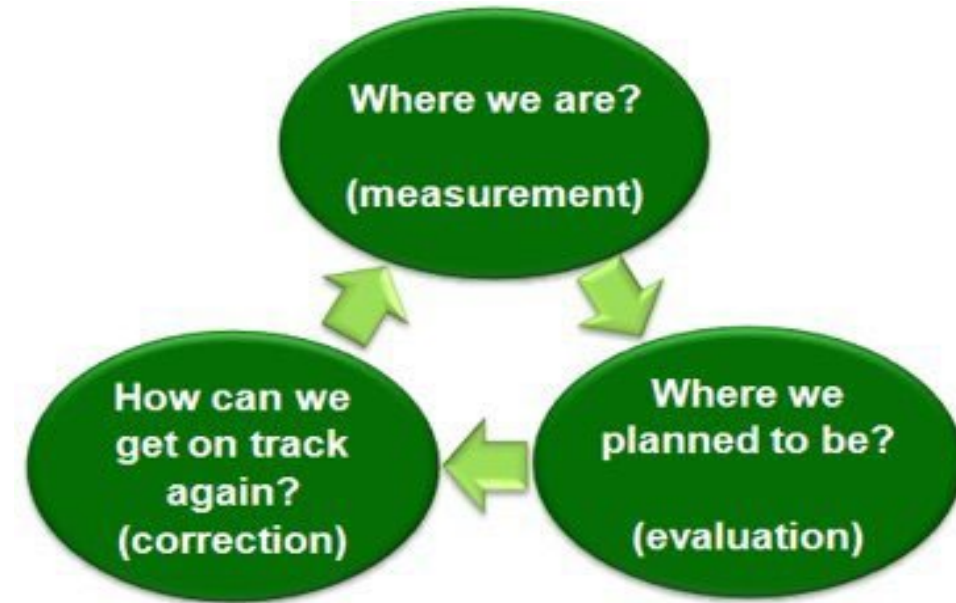 Where we are?
(measurement)
Where we
planned to be?
(evaluation)
How can we
get on track
again?
(correction)